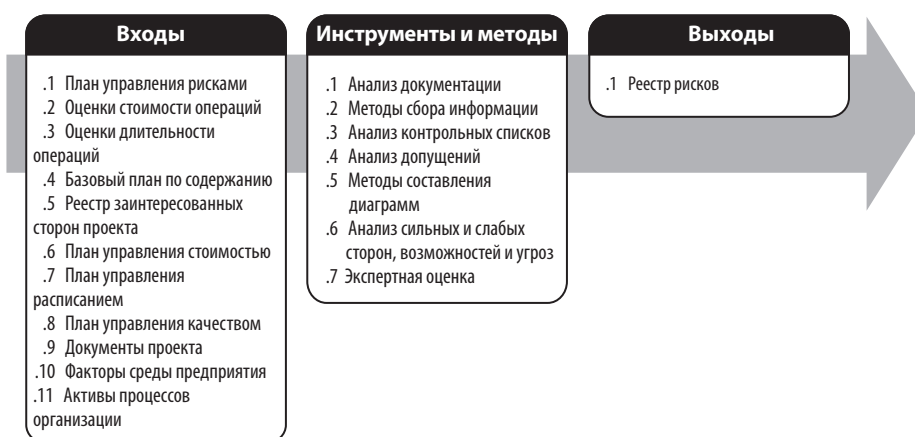 Входы
.1 План управления рисками
.2 Оценки стоимости операций
.3 Оценки длительности
операций
.4 Базовый план по содержанию
.5 Реестр заинтересованных
сторон проекта
.6 План управления стоимостью
.7 План управления
расписанием
.8 План управления качеством
.9 Документы проекта
.10 Факторы среды предприятия
.11 Активы процессов
организации
Инструменты и методы
.1 Анализ документации
.2 Методы сбора информации
.3 Анализ контрольных списков
.4 Анализ допущений
.5 Методы составления
диаграмм
.6 Анализ сильных и слабых
сторон, возможностей и угроз
.7 Экспертная оценка
Выходы
.1 Реестр рисков